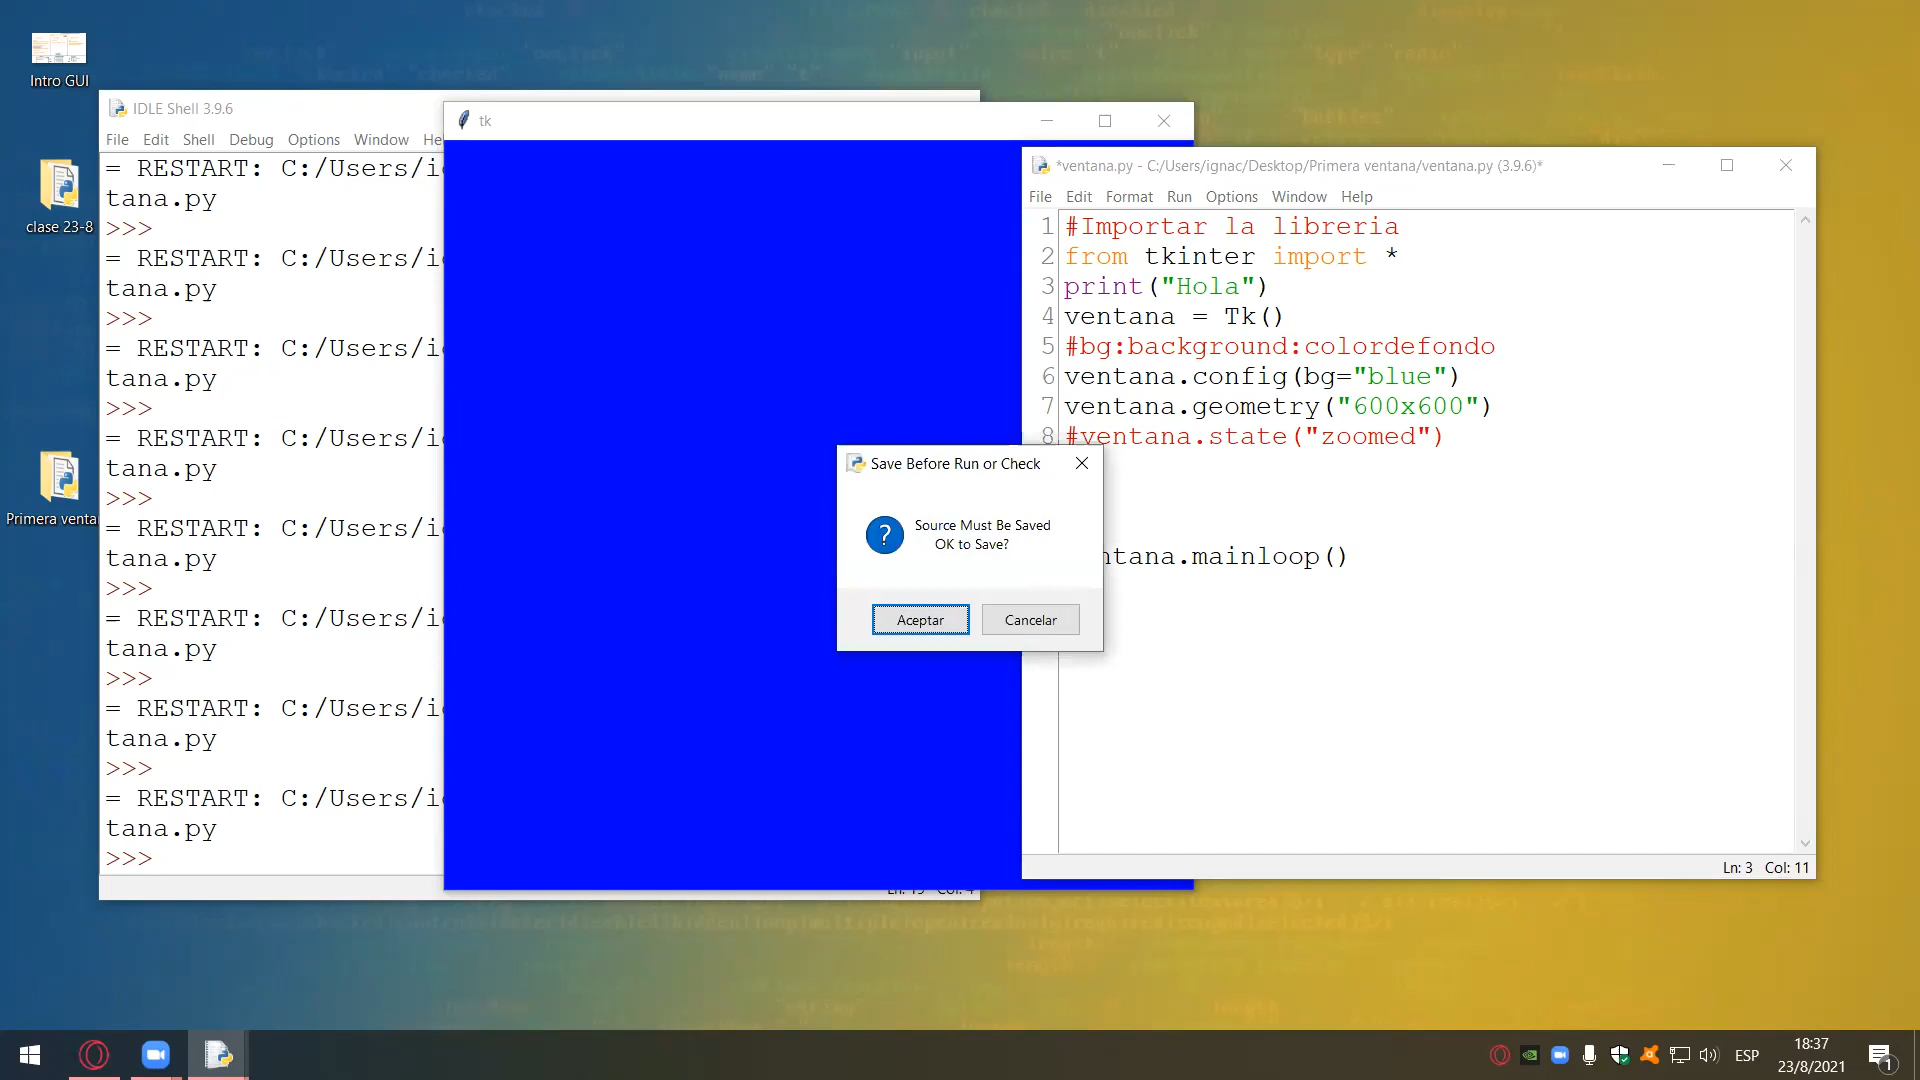 Intro GUI
clase 23-8
Primera venta
IDLE Shell 3.9.6
File Edit Shell Debug Options Window He
= RESTART: C:/Users/i
tana.py
>>>
= RESTART: C:/Users/i
tana.py
>>>
= RESTART: C:/Users/i
tana.py
>>>
= RESTART: C:/Users/i
tana.py
>>>
= RESTART: C:/Users/i
tana.py
>>>
= RESTART: C:/Users/i
tana.py
>>>
= RESTART: C:/Users/i
tana.py
>>>
= RESTART: C:/Users/i
tana.py
>>>
Ln: 19 Col: 4
tk
*ventana.py - C:/Users/ignac/Desktop/Primera ventana/ventana.py (3.9.6)*
File Edit Format Run Options Window Help
1 #Importar la libreria
2 from tkinter import *
3 print("Hola")
4 ventana = Tk()
5 #bg:background:colordefondo
6 ventana.config(bg="blue")
7 ventana.geometry("600x600")
8 #ventana.state("zoomed")
ntana.mainloop()
Ln: 3 Col: 11
Save Before Run or Check
Source Must Be Saved
OK to Save?
Aceptar Cancelar
ESP
18:37
23/8/2021
1